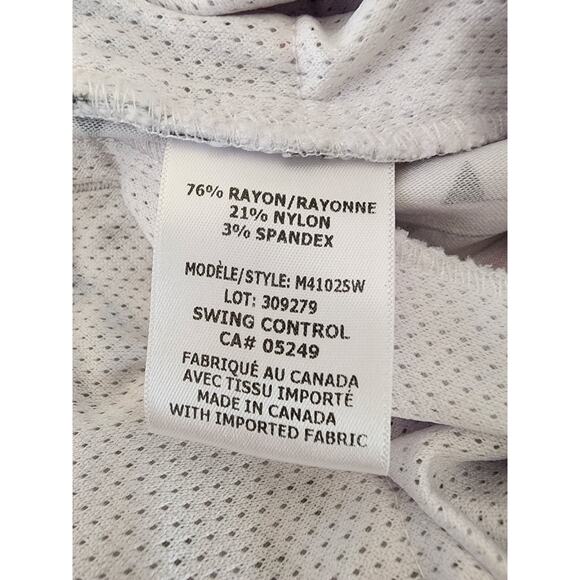 76% RAYON/RAYONNE
21% NYLON
3% SPANDEX
MODÈLE/STYLE: M4102SW
LOT: 309279
SWING CONTROL
CA# 05249
FABRIQUÉ AU CANADA
AVEC TISSU IMPORTÉ
MADE IN CANADA
WITH IMPORTED FABRIC